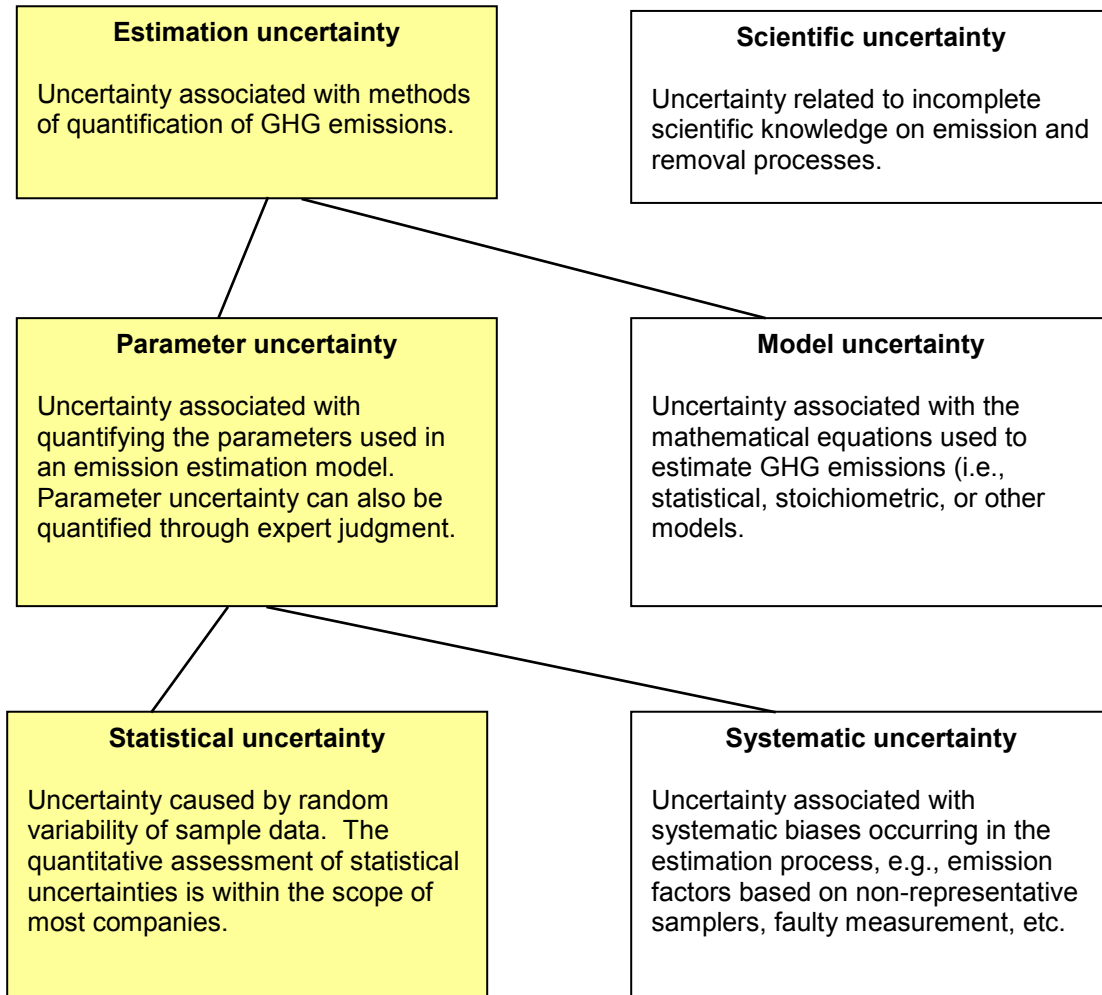 Estimation uncertainty
Uncertainty associated with methods
of quantification of GHG emissions.
Scientific uncertainty
Uncertainty related to incomplete
scientific knowledge on emission and
removal processes.
Parameter uncertainty
Uncertainty associated with
quantifying the parameters used in
an emission estimation model.
Parameter uncertainty can also be
quantified through expert judgment.
Model uncertainty
Uncertainty associated with the
mathematical equations used to
estimate GHG emissions (i.e.,
statistical, stoichiometric, or other
models.
Statistical uncertainty
Uncertainty caused by random
variability of sample data.  The
quantitative assessment of statistical
uncertainties is within the scope of
most companies.
Systematic uncertainty
Uncertainty associated with
systematic biases occurring in the
estimation process, e.g., emission
factors based on non-representative
samplers, faulty measurement, etc.